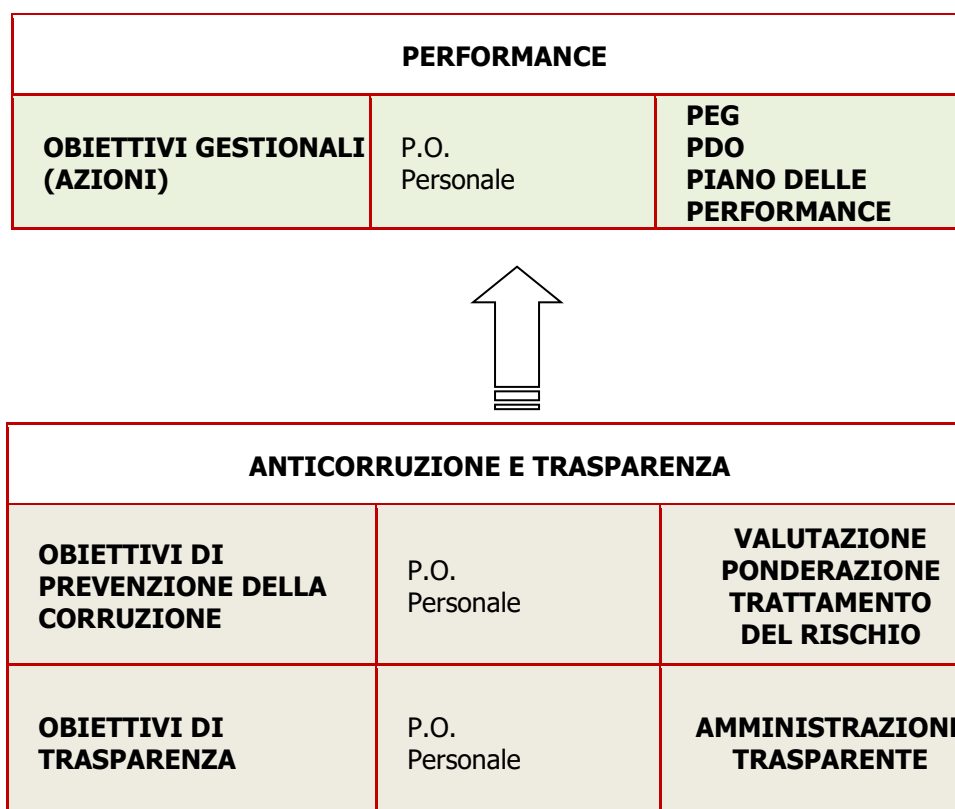 PERFORMANCE
OBIETTIVI GESTIONALI
(AZIONI)
P.O.
Personale
PEG
PDO
PIANO DELLE
PERFORMANCE
ANTICORRUZIONE E TRASPARENZA
OBIETTIVI DI
PREVENZIONE DELLA
CORRUZIONE
P.O.
Personale
VALUTAZIONE
PONDERAZIONE
TRATTAMENTO
DEL RISCHIO
OBIETTIVI DI
TRASPARENZA
P.O.
Personale
AMMINISTRAZIONE
TRASPARENTE